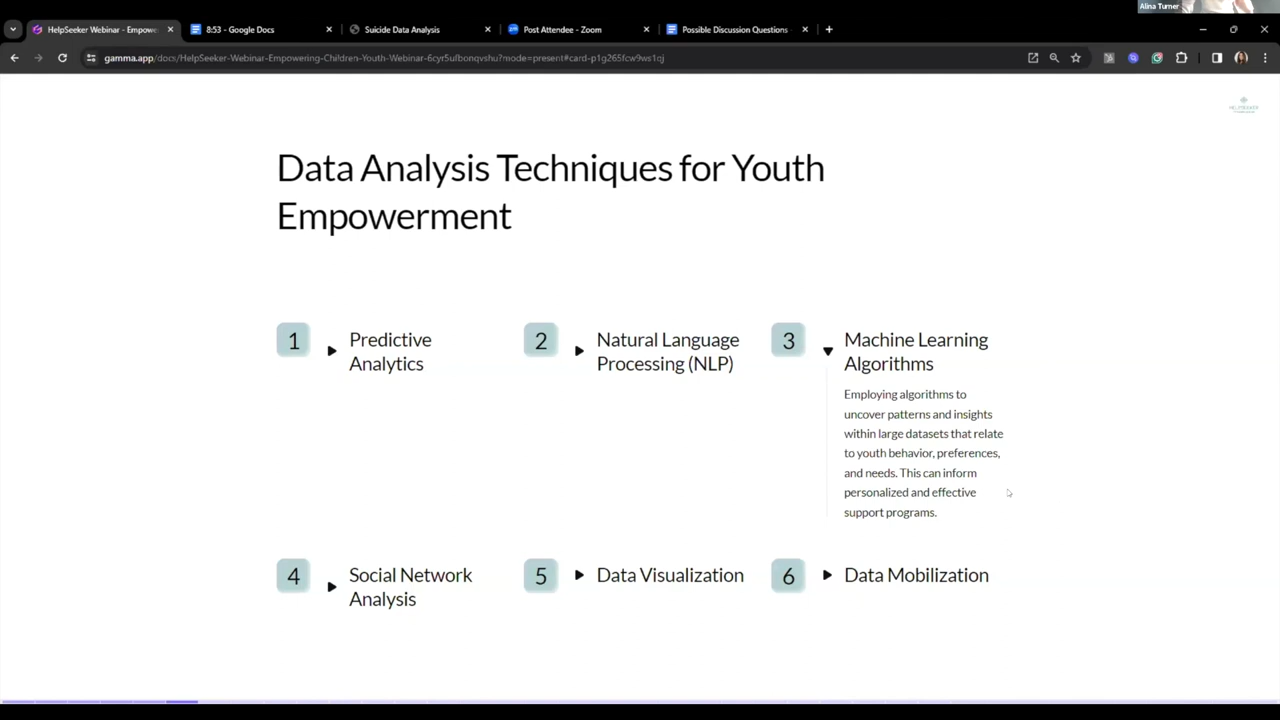 Alina Turner
HelpSeeker Webinar - Empowe
8:53 - Google Docs
Suicide Data Analysis
Post Attendee - Zoom
Possible Discussion Questions
Data Analysis Techniques for Youth
Empowerment
1
Predictive
Analytics
2
Natural Language
Processing (NLP)
3
Machine Learning
Algorithms
Employing algorithms to
uncover patterns and insights
within large datasets that relate
to youth behavior, preferences,
and needs. This can inform
personalized and effective
support programs.
4
Social Network
Analysis
5
Data Visualization
6
Data Mobilization